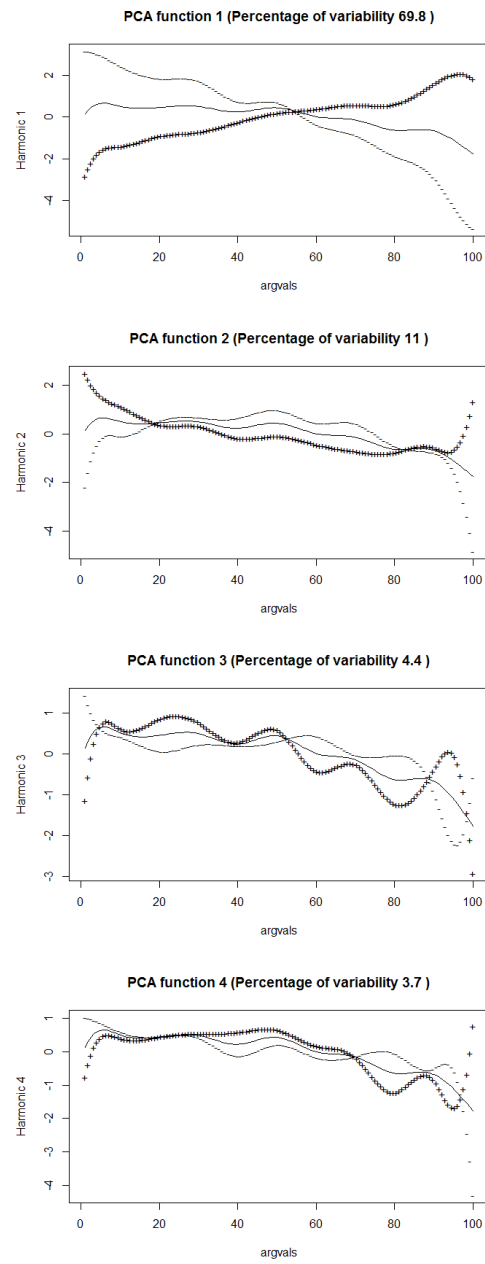 PCA function 1 (Percentage of variability 69.8 )
Harmonic 1
2
0
-2
-4
0 20 40 60 80 100
argvals
PCA function 2 (Percentage of variability 11 )
Harmonic 2
2
0
-2
-4
0 20 40 60 80 100
argvals
PCA function 3 (Percentage of variability 4.4 )
Harmonic 3
1
0
-1
-2
-3
0 20 40 60 80 100
argvals
PCA function 4 (Percentage of variability 3.7 )
Harmonic 4
1
0
-1
-2
-3
-4
0 20 40 60 80 100
argvals